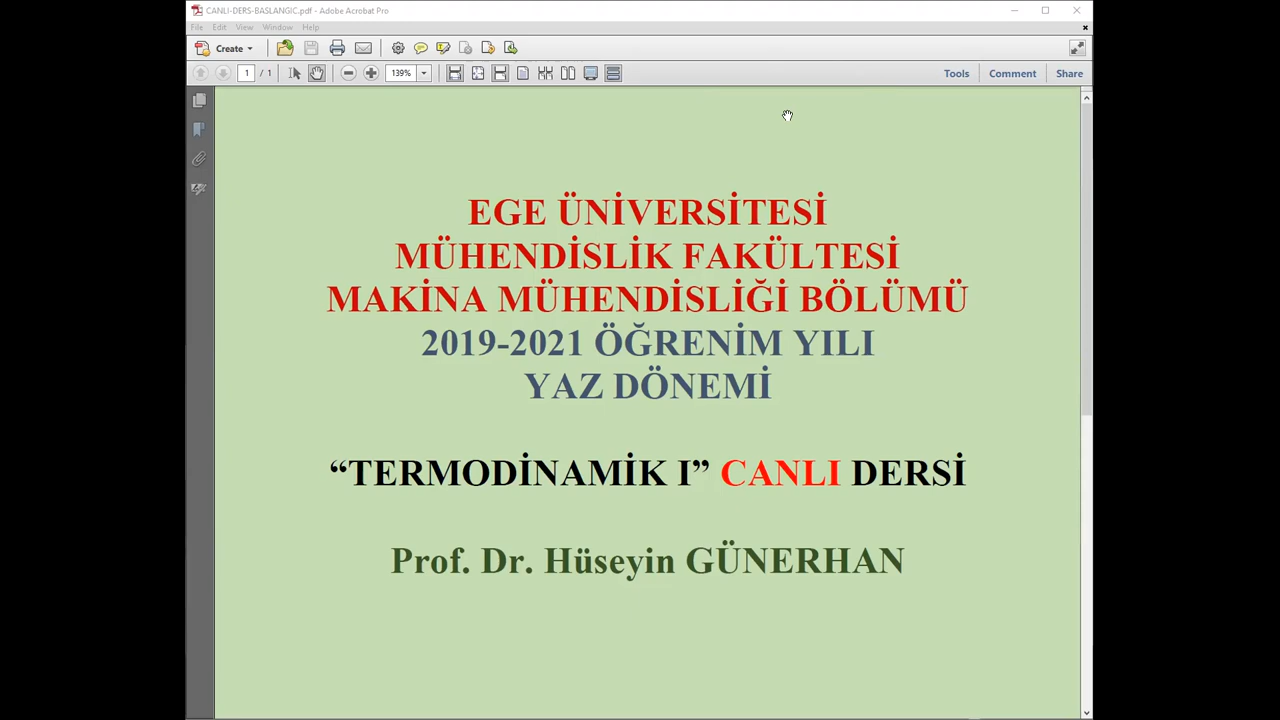 CANLI-DERS-BASLANGIC.pdf - Adobe Acrobat Pro
File Edit View Window Help
Create
1 / 1 139% Tools Comment Share
EGE ÜNİVERSİTESİ
MÜHENDİSLİK FAKÜLTESİ
MAKİNA MÜHENDİSLİĞİ BÖLÜMÜ
2019-2021 ÖĞRENİM YILI
YAZ DÖNEMİ
“TERMODİNAMİK I” CANLI DERSİ
Prof. Dr. Hüseyin GÜNERHAN